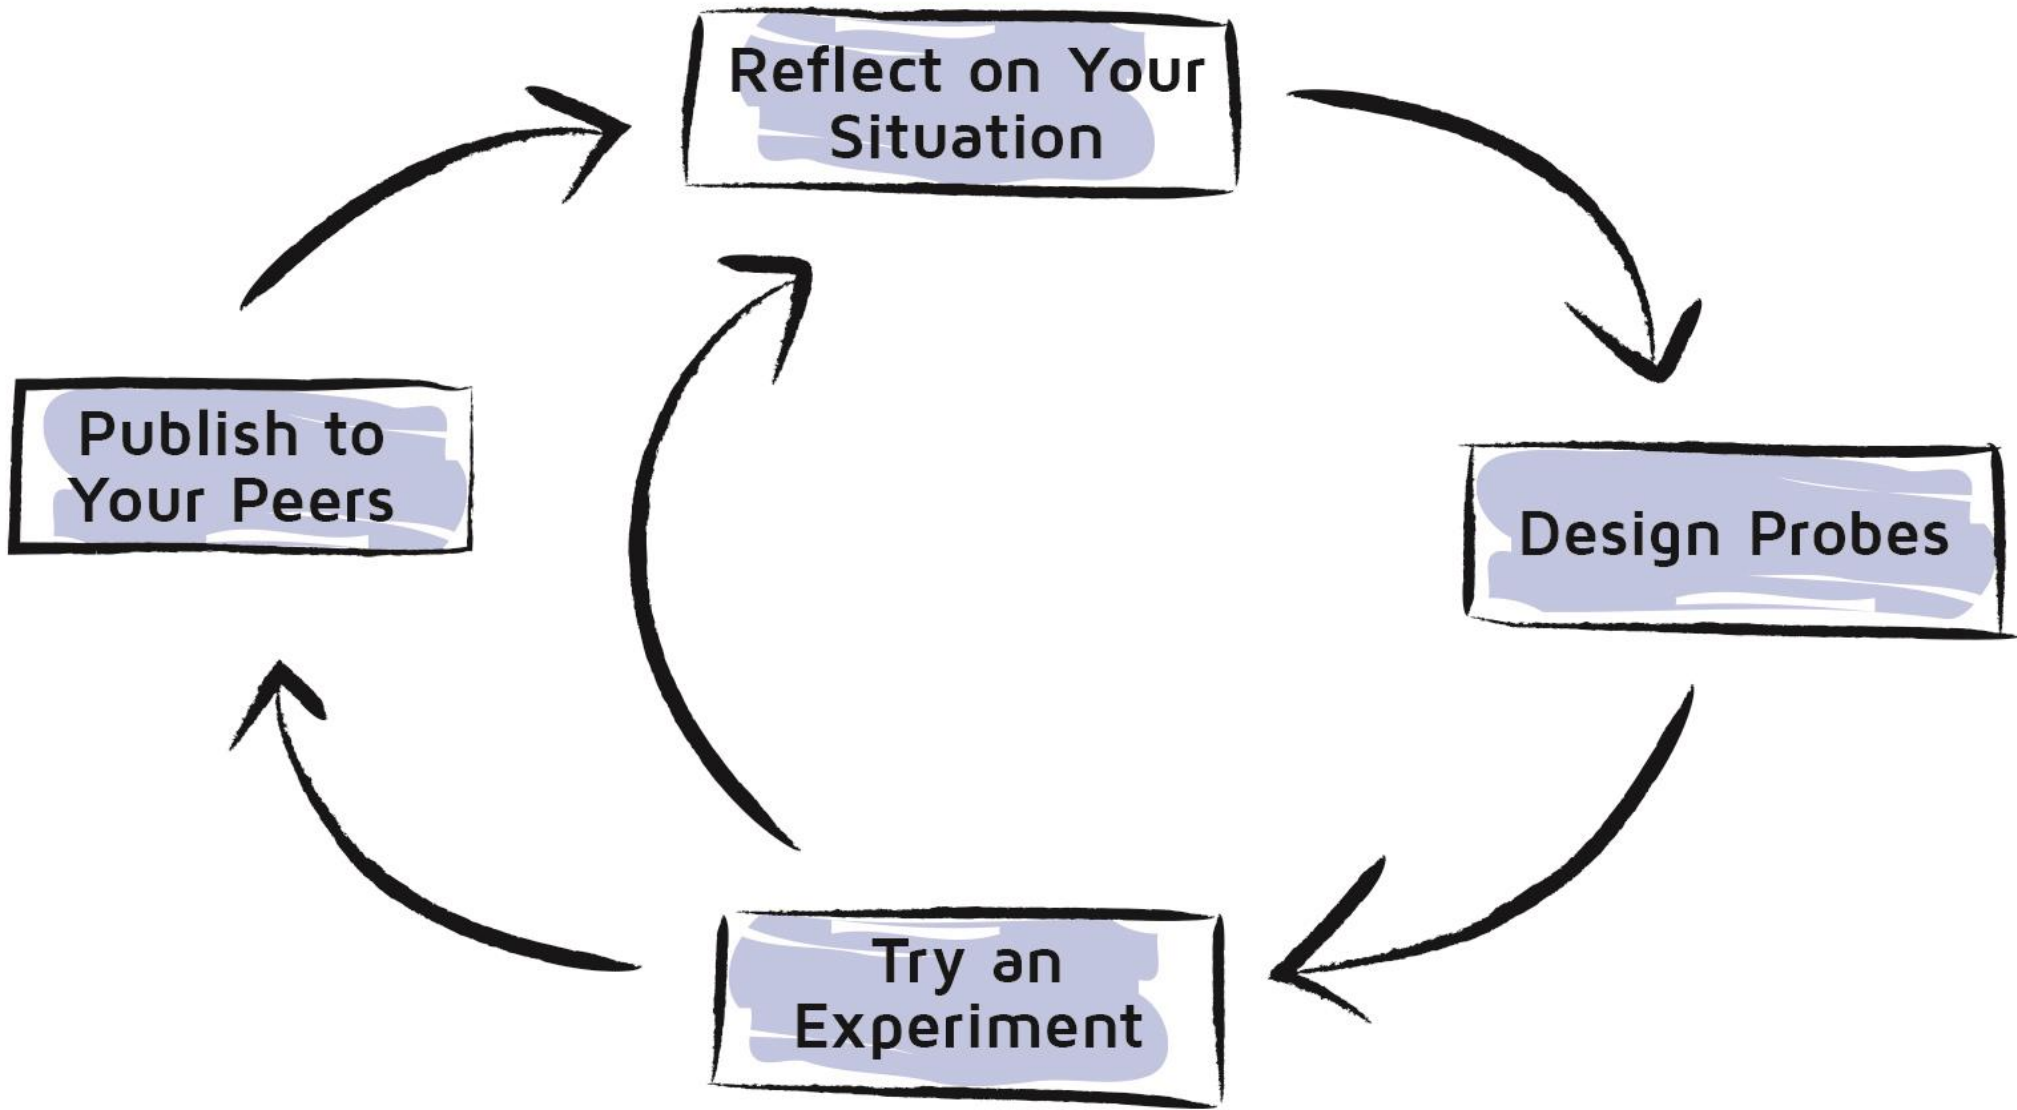 Reflect on Your
Situation
Publish to
Your Peers
Design Probes
Try an
Experiment